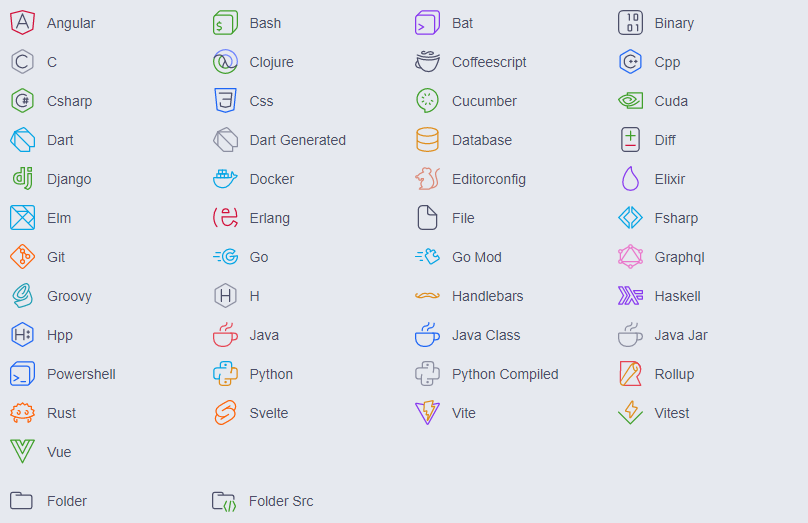 Angular Bash Bat Binary
C Clojure Coffeescript Cpp
Csharp Css Cucumber Cuda
Dart Dart Generated Database Diff
Django Docker Editorconfig Elixir
Elm Erlang File Fsharp
Git Go Go Mod Graphql
Groovy H Handlebars Haskell
Hpp Java Java Class Java Jar
Powershell Python Python Compiled Rollup
Rust Svelte Vite Vitest
Vue
Folder Folder Src